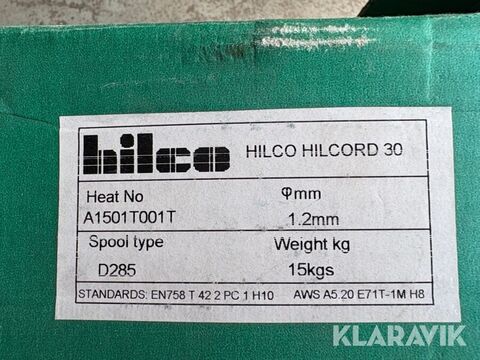 hilco HILCO HILCORD 30
Heat No φmm
A1501T001T 1.2mm
Spool type Weight kg
D285 15kgs
STANDARDS: EN758 T 42 2 PC 1 H10 AWS A5.20 E71T-1M H8
KLARAVIK